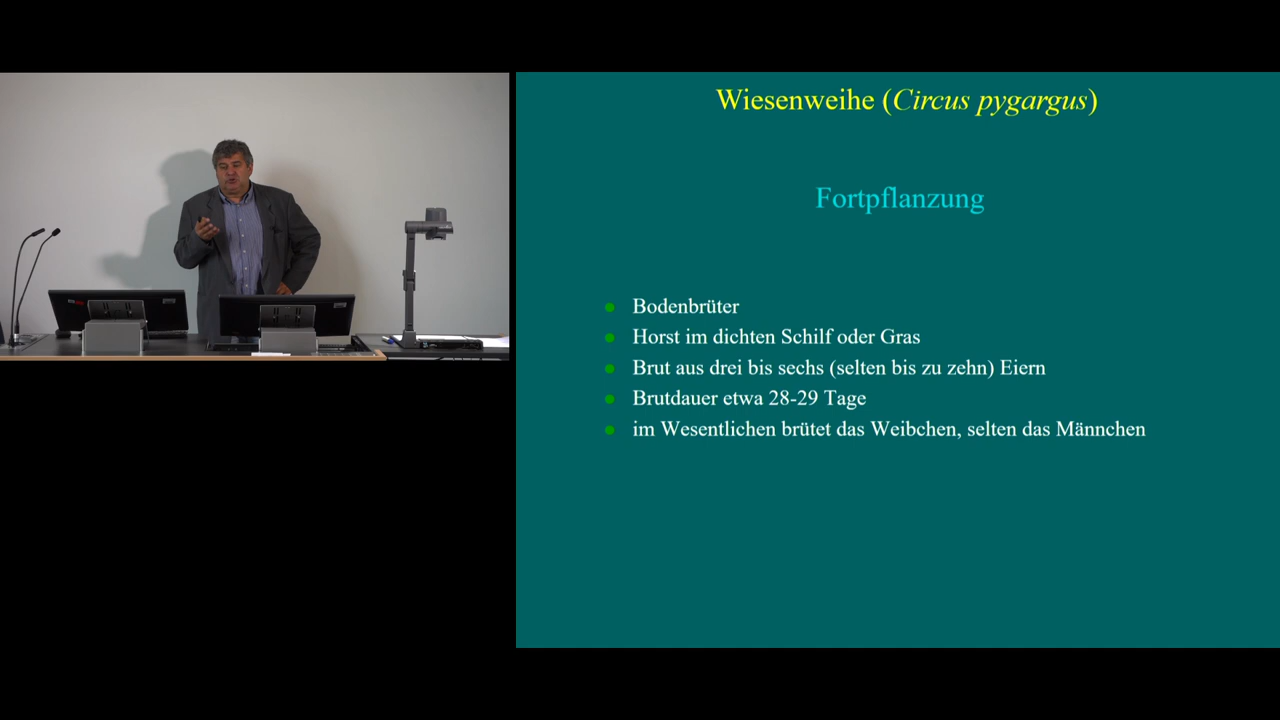 Wiesenweihe (Circus pygargus)
Fortpflanzung
Bodenbrüter
Horst im dichten Schilf oder Gras
Brut aus drei bis sechs (selten bis zu zehn) Eiern
Brutdauer etwa 28-29 Tage
im Wesentlichen brütet das Weibchen, selten das Männchen